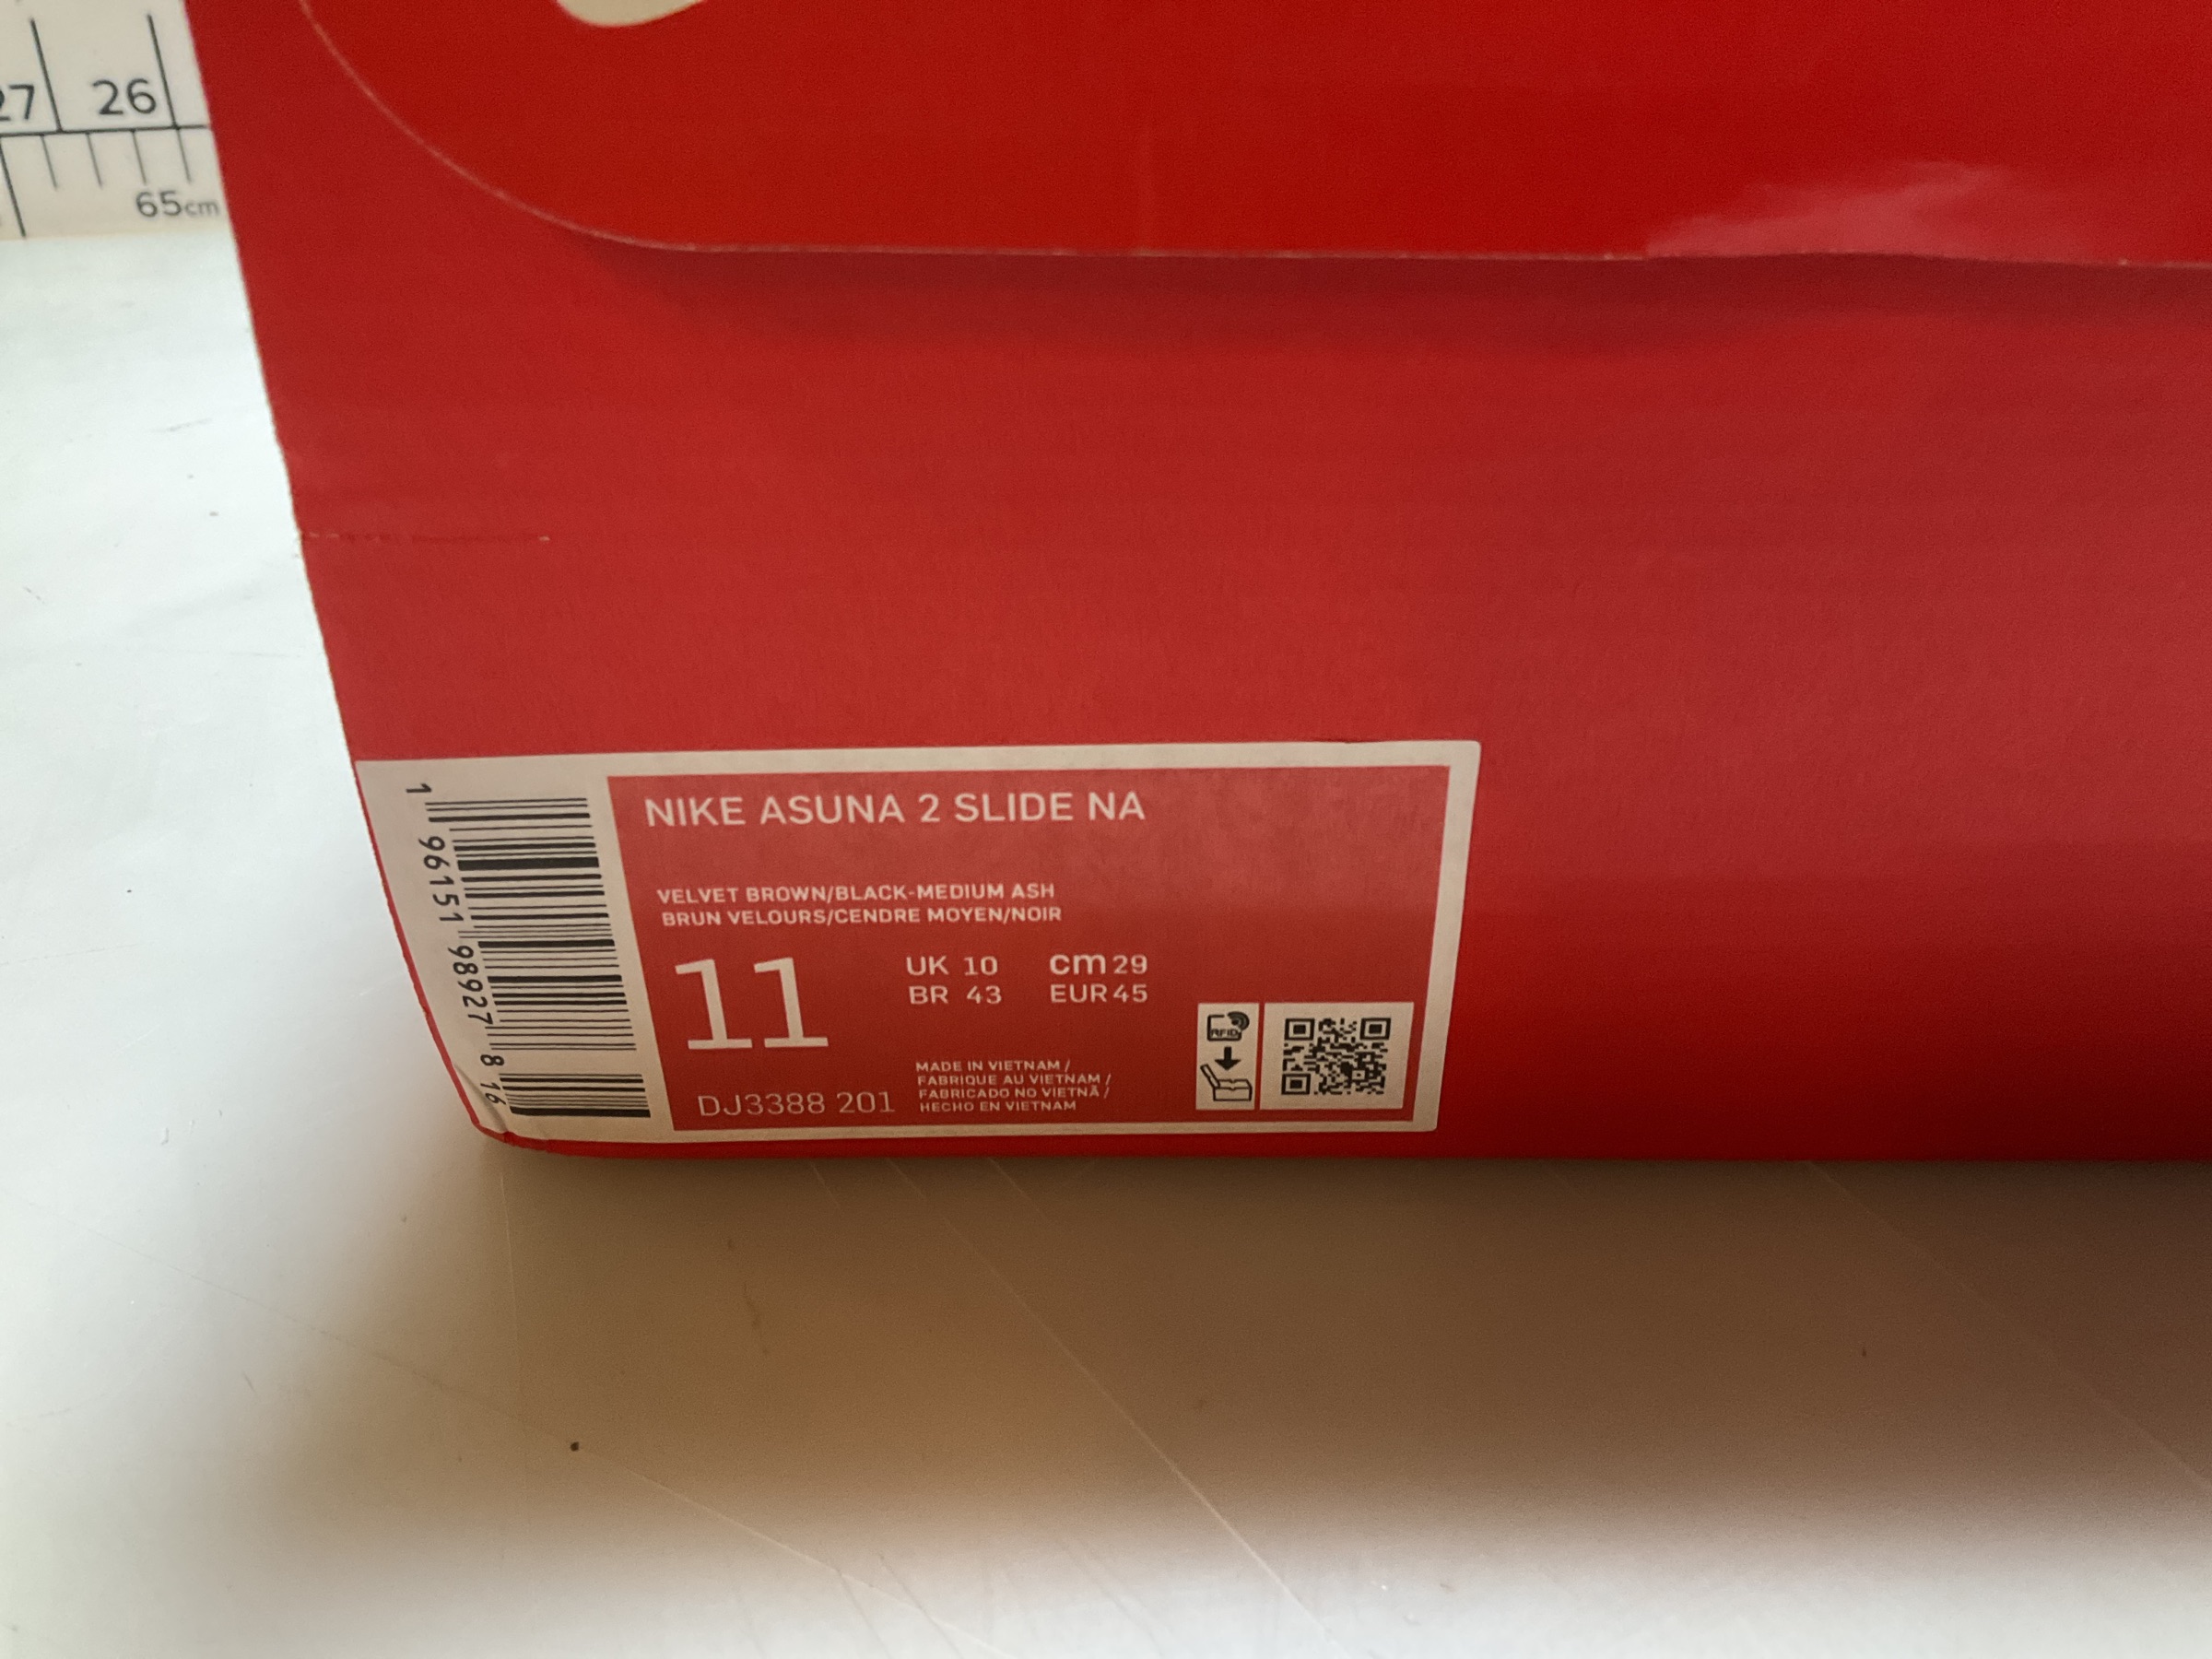 27 26
65cm
NIKE ASUNA 2 SLIDE NA
VELVET BROWN/BLACK-MEDIUM ASH
BRUN VELOURS/CENDRE MOYEN/NOIR
11
UK 10 cm 29
BR 43 EUR 45
DJ3388 201
MADE IN VIETNAM /
FABRIQUE AU VIETNAM /
FABRICADO NO VIETNÃ /
HECHO EN VIETNAM
RFID
1 96151 98927 8 16